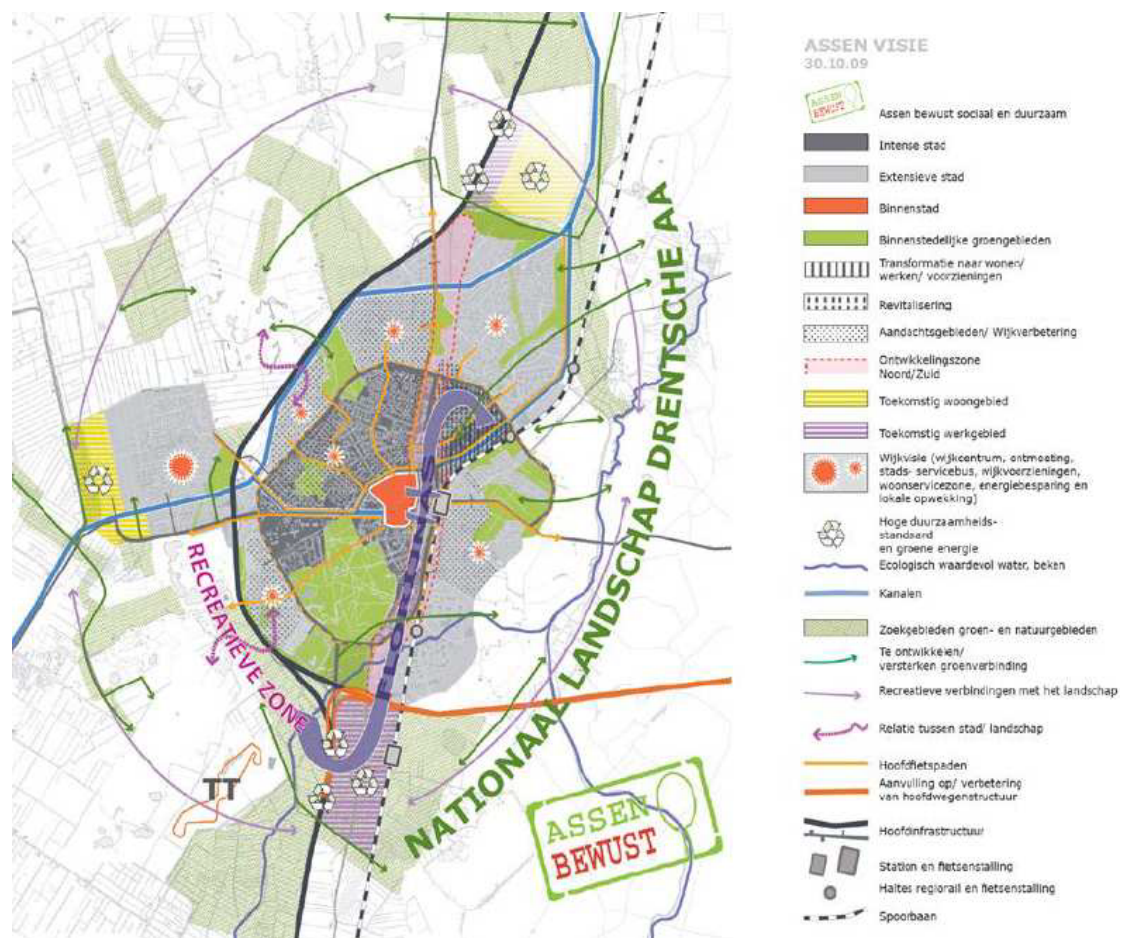 NATIONAAL LANDSCHAP DRENTSCHE AA
RECREATIEVE ZONE
TT
ASSEN
BEWUST
ASSEN VISIE
30.10.09
ASSEN
BEWUST
Assen bewust sociaal en duurzaam
Intense stad
Extensieve stad
Binnenstad
Binnenstedelijke groengebieden
Transformatie naar wonen/
werken/ voorzieningen
Revitalisering
Aandachtsgebieden/ Wijkverbetering
Ontwikkelingszone
Noord/Zuid
Toekomstig woongebied
Toekomstig werkgebied
Wijkvisie (wijkcentrum, ontmoeting,
stads- servicebus, wijkvoorzieningen,
woonservicezone, energiebesparing en
lokale opwekking)
Hoge duurzaamheids-
standaard
en groene energie
Ecologisch waardevol water, beken
Kanalen
Zoekgebieden groen- en natuurgebieden
Te ontwikkelen/
versterken groenverbinding
Recreatieve verbindingen met het landschap
Relatie tussen stad/ landschap
Hoofdfietspaden
Aanvulling op/ verbetering
van hoofdwegenstructuur
Hoofdinfrastructuur
Station en fietsenstalling
Haltes regiorail en fietsenstalling
Spoorbaan